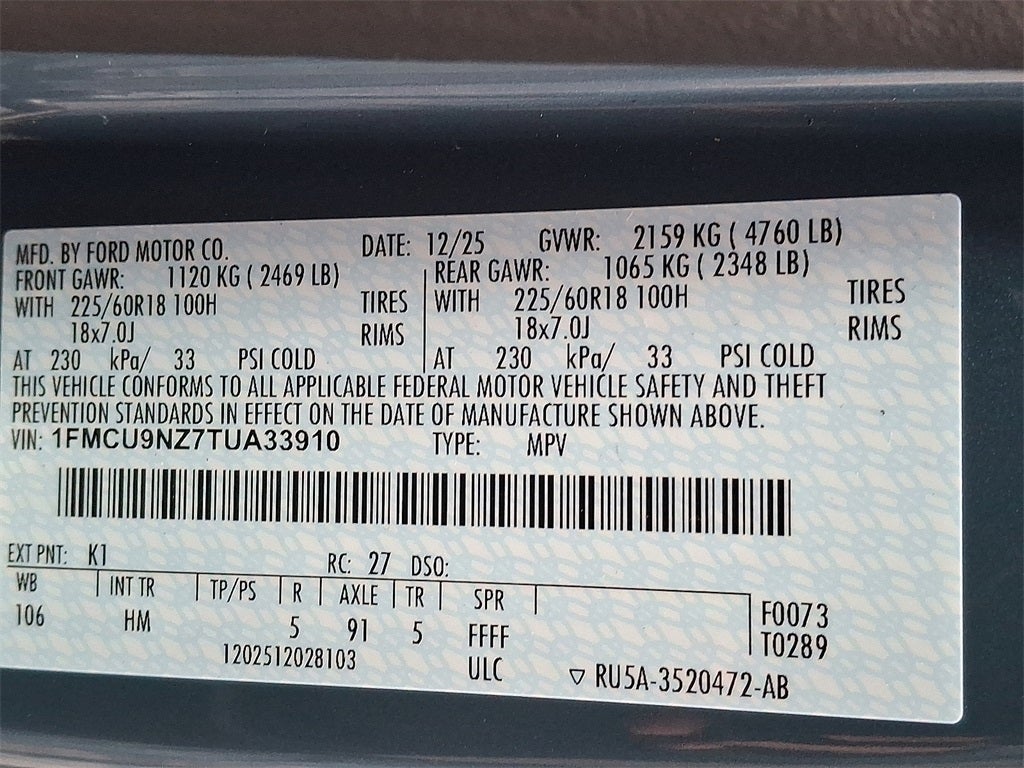 MFD. BY FORD MOTOR CO. DATE: 12/25 GVWR: 2159 KG ( 4760 LB)
FRONT GAWR: 1120 KG ( 2469 LB) REAR GAWR: 1065 KG ( 2348 LB)
WITH 225/60R18 100H TIRES WITH 225/60R18 100H TIRES
18x7.0J RIMS 18x7.0J RIMS
AT 230 kPa/ 33 PSI COLD AT 230 kPa/ 33 PSI COLD
THIS VEHICLE CONFORMS TO ALL APPLICABLE FEDERAL MOTOR VEHICLE SAFETY AND THEFT
PREVENTION STANDARDS IN EFFECT ON THE DATE OF MANUFACTURE SHOWN ABOVE.
VIN: 1FMCU9NZ7TUA33910 TYPE: MPV
EXT PNT: K1 RC: 27 DSO:
WB INT TR TP/PS R AXLE TR SPR
106 HM 5 91 5 FFFF
F0073
T0289
1202512028103 ULC
▽ RU5A-3520472-AB